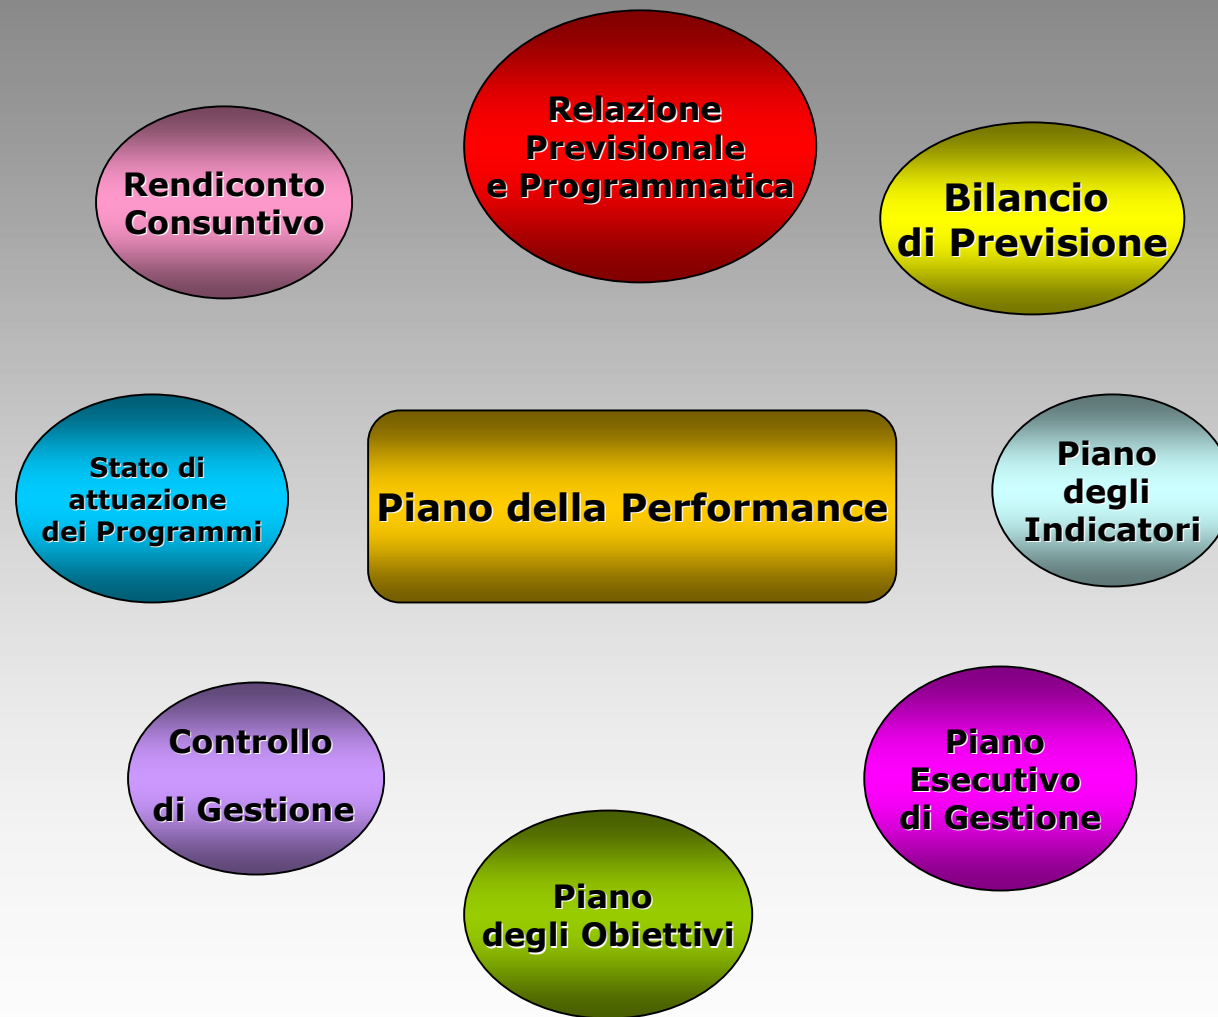 Relazione
Previsionale
e Programmatica
Rendiconto
Consuntivo
Bilancio
di Previsione
Stato di
attuazione
dei Programmi
Piano della Performance
Piano
degli
Indicatori
Controllo
di Gestione
Piano
Esecutivo
di Gestione
Piano
degli Obiettivi